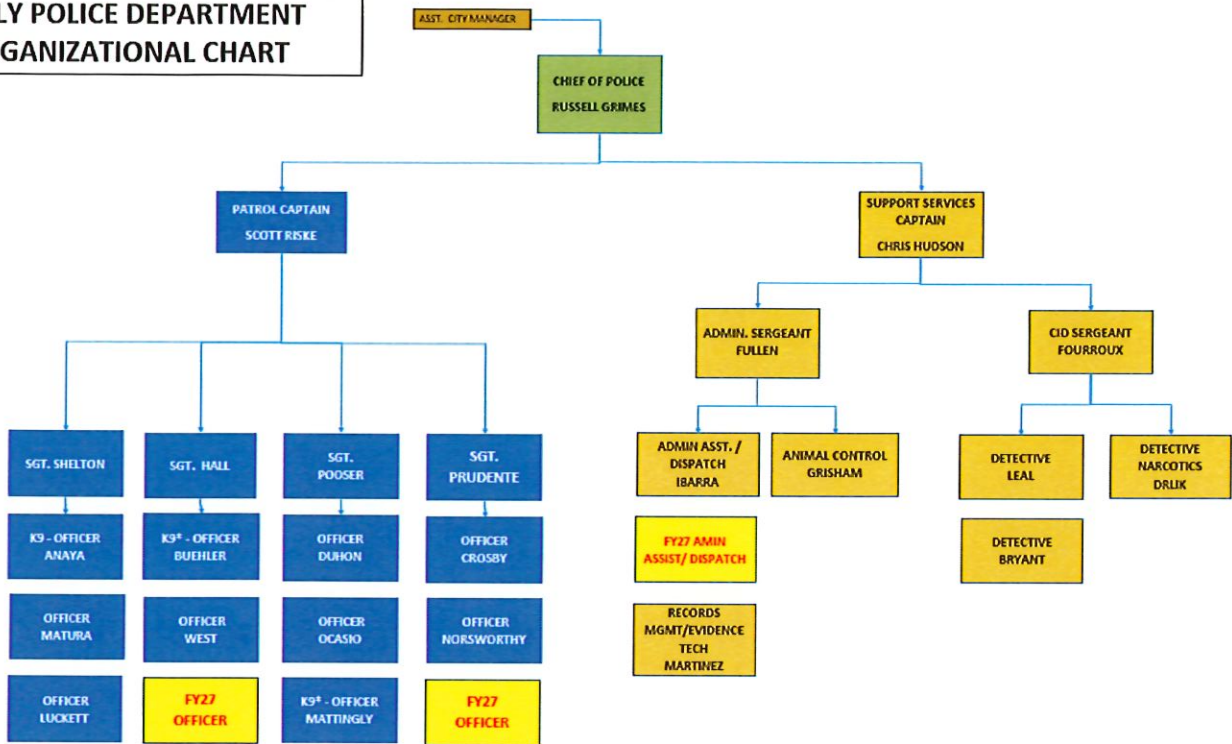 LY POLICE DEPARTMENT
GANIZATIONAL CHART
ASST. CITY MANAGER
CHIEF OF POLICE
RUSSELL GRIMES
PATROL CAPTAIN
SCOTT RISKE
SUPPORT SERVICES
CAPTAIN
CHRIS HUDSON
ADMIN. SERGEANT
FULLEN
CID SERGEANT
FOURROUX
SGT. SHELTON
SGT. HALL
SGT.
POOSER
SGT.
PRUDENTE
ADMIN ASST. /
DISPATCH
IBARRA
ANIMAL CONTROL
GRISHAM
DETECTIVE
LEAL
DETECTIVE
NARCOTICS
DRLIK
K9 - OFFICER
ANAYA
K9* - OFFICER
BUEHLER
OFFICER
DUHON
OFFICER
CROSBY
FY27 AMIN
ASSIST/ DISPATCH
DETECTIVE
BRYANT
OFFICER
MATURA
OFFICER
WEST
OFFICER
OCASIO
OFFICER
NORSWORTHY
RECORDS
MGMT/EVIDENCE
TECH
MARTINEZ
OFFICER
LUCKETT
FY27
OFFICER
K9* - OFFICER
MATTINGLY
FY27
OFFICER